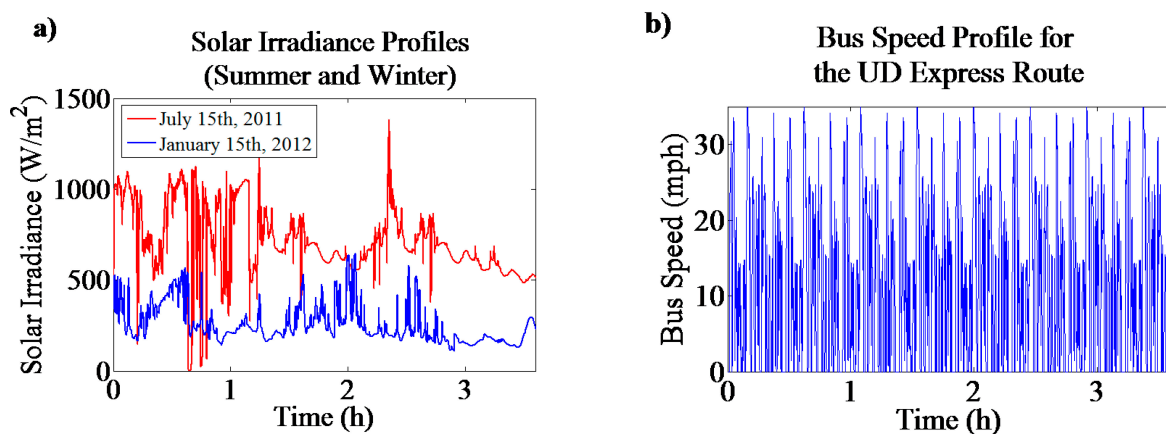 a)
Solar Irradiance Profiles
(Summer and Winter)
Solar Irradiance (W/m²)
1500
1000
500
0
July 15th, 2011
January 15th, 2012
0 1 2 3
Time (h)
b)
Bus Speed Profile for
the UD Express Route
Bus Speed (mph)
30
20
10
0
0 1 2 3
Time (h)